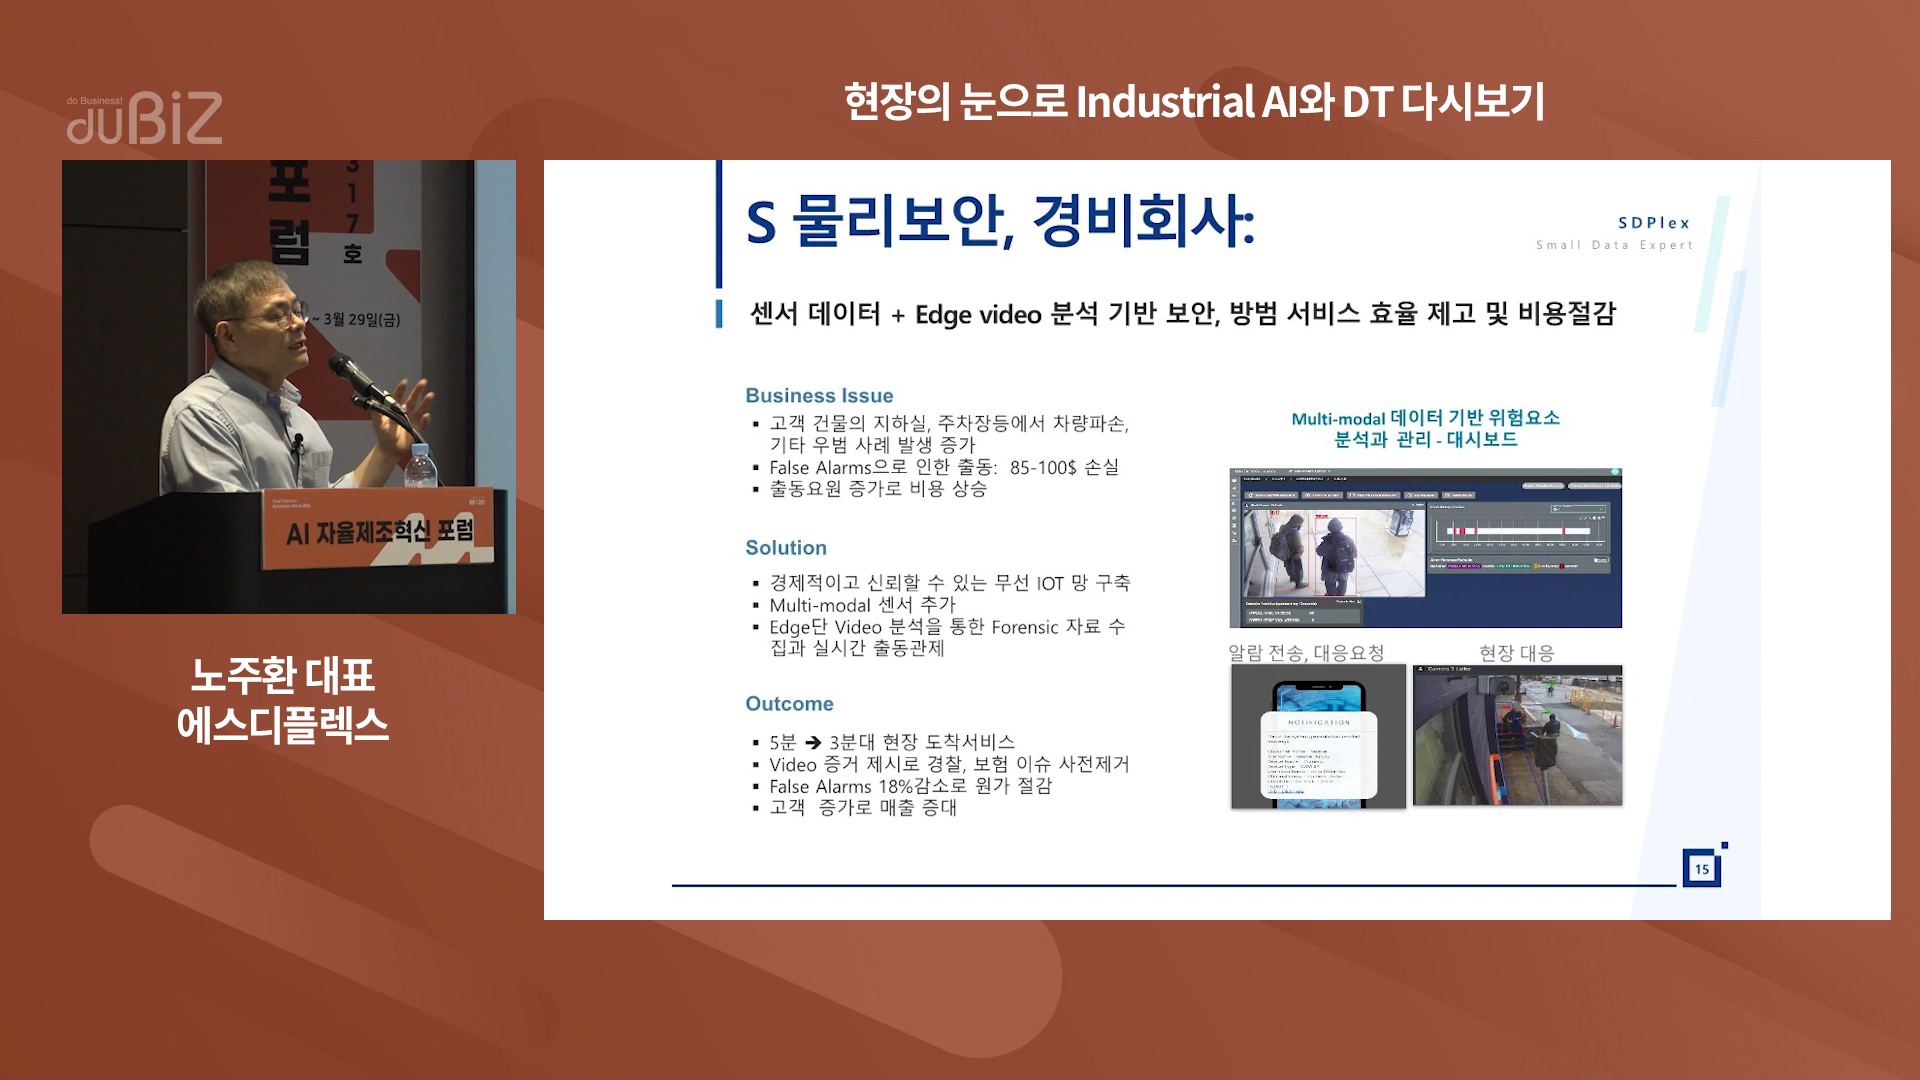 do Business!
duBiZ
현장의 눈으로 Industrial AI와 DT 다시보기
포럼
3
1
7
호
~ 3월 29일(금)
AI 자율제조혁신 포럼
노주환 대표
에스디플렉스
S 물리보안, 경비회사:
SDPlex
Small Data Expert
센서 데이터 + Edge video 분석 기반 보안, 방범 서비스 효율 제고 및 비용절감
Business Issue
▪ 고객 건물의 지하실, 주차장등에서 차량파손,
기타 우범 사례 발생 증가
▪ False Alarms으로 인한 출동: 85-100$ 손실
▪ 출동요원 증가로 비용 상승
Solution
▪ 경제적이고 신뢰할 수 있는 무선 IOT 망 구축
▪ Multi-modal 센서 추가
▪ Edge단 Video 분석을 통한 Forensic 자료 수
집과 실시간 출동관제
Outcome
▪ 5분 ➔ 3분대 현장 도착서비스
▪ Video 증거 제시로 경찰, 보험 이슈 사전제거
▪ False Alarms 18%감소로 원가 절감
▪ 고객 증가로 매출 증대
Multi-modal 데이터 기반 위험요소
분석과 관리 - 대시보드
알람 전송, 대응요청
현장 대응
NOTIFICATION
15